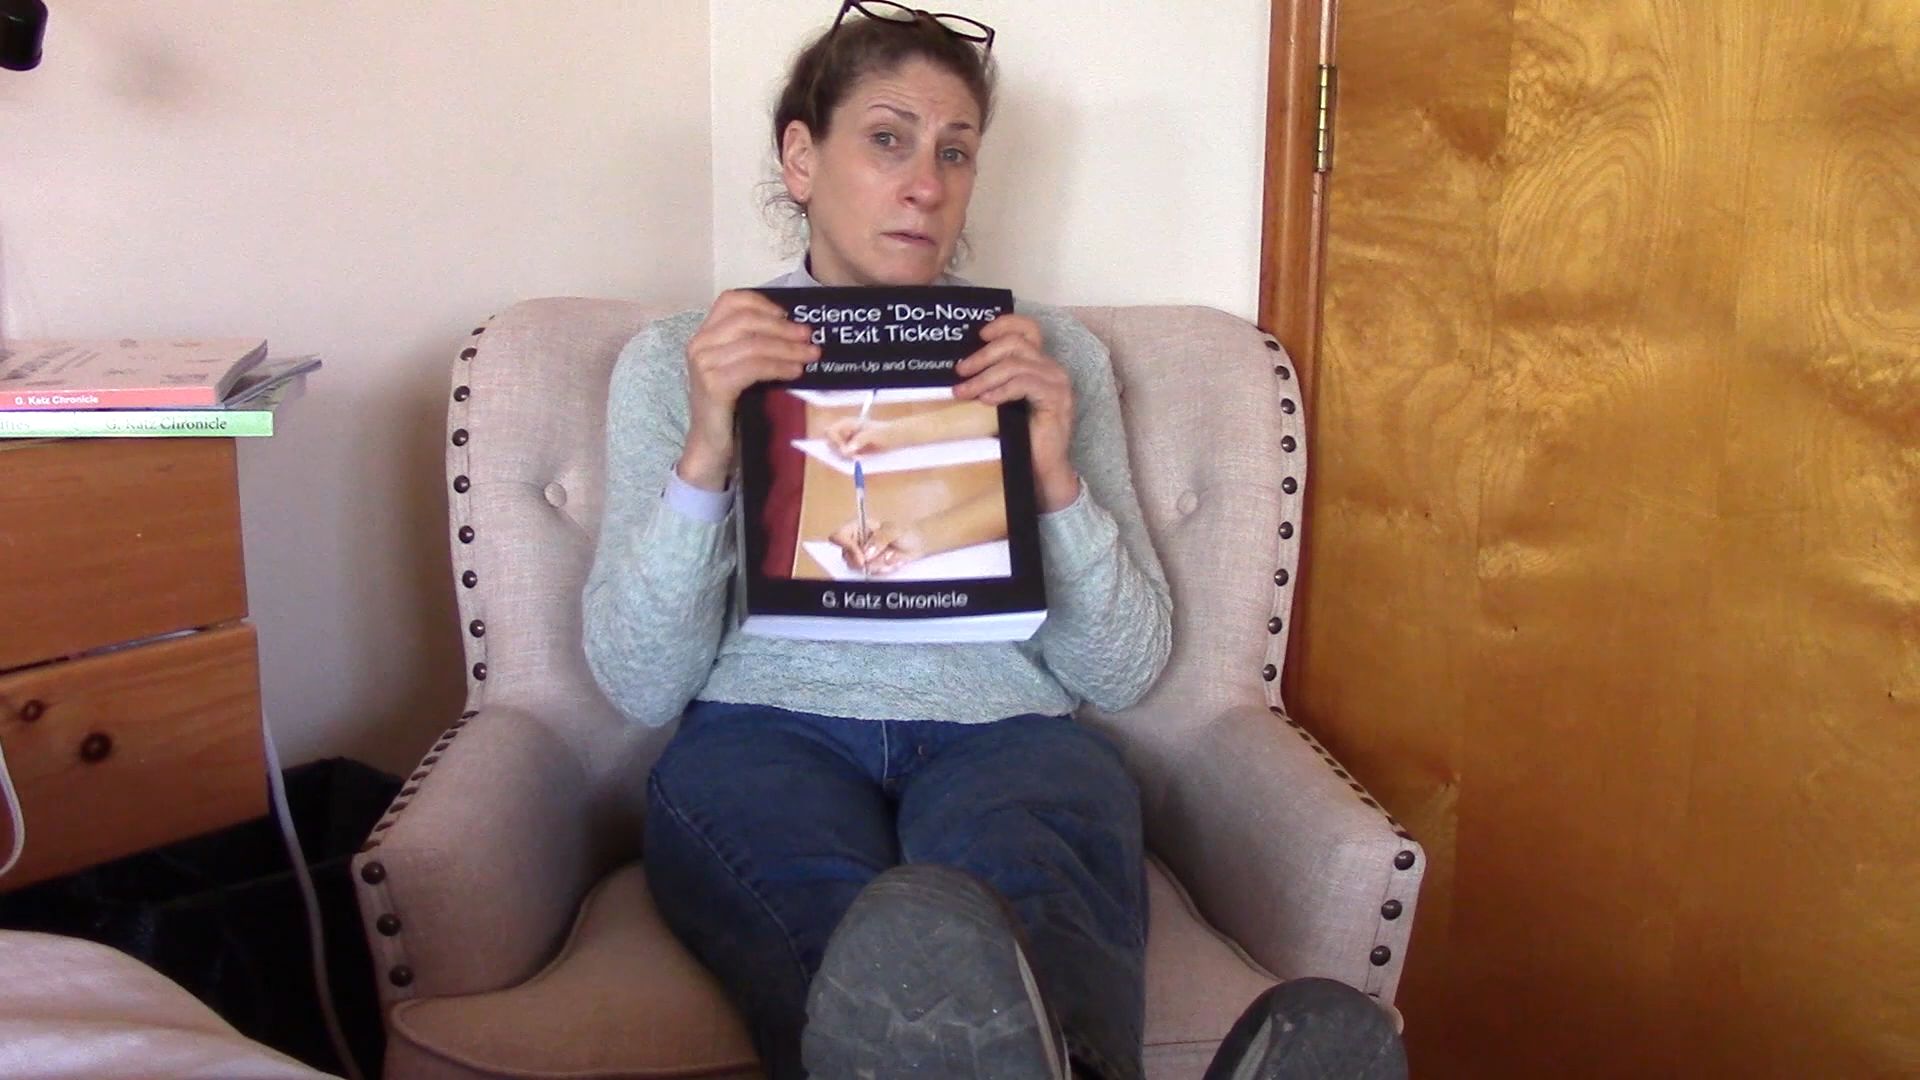 Science "Do-Nows"
"Exit Tickets"
of Warm-Up and Closure
G. Katz Chronicle
G. Katz Chronicle
G. Katz Chronicle